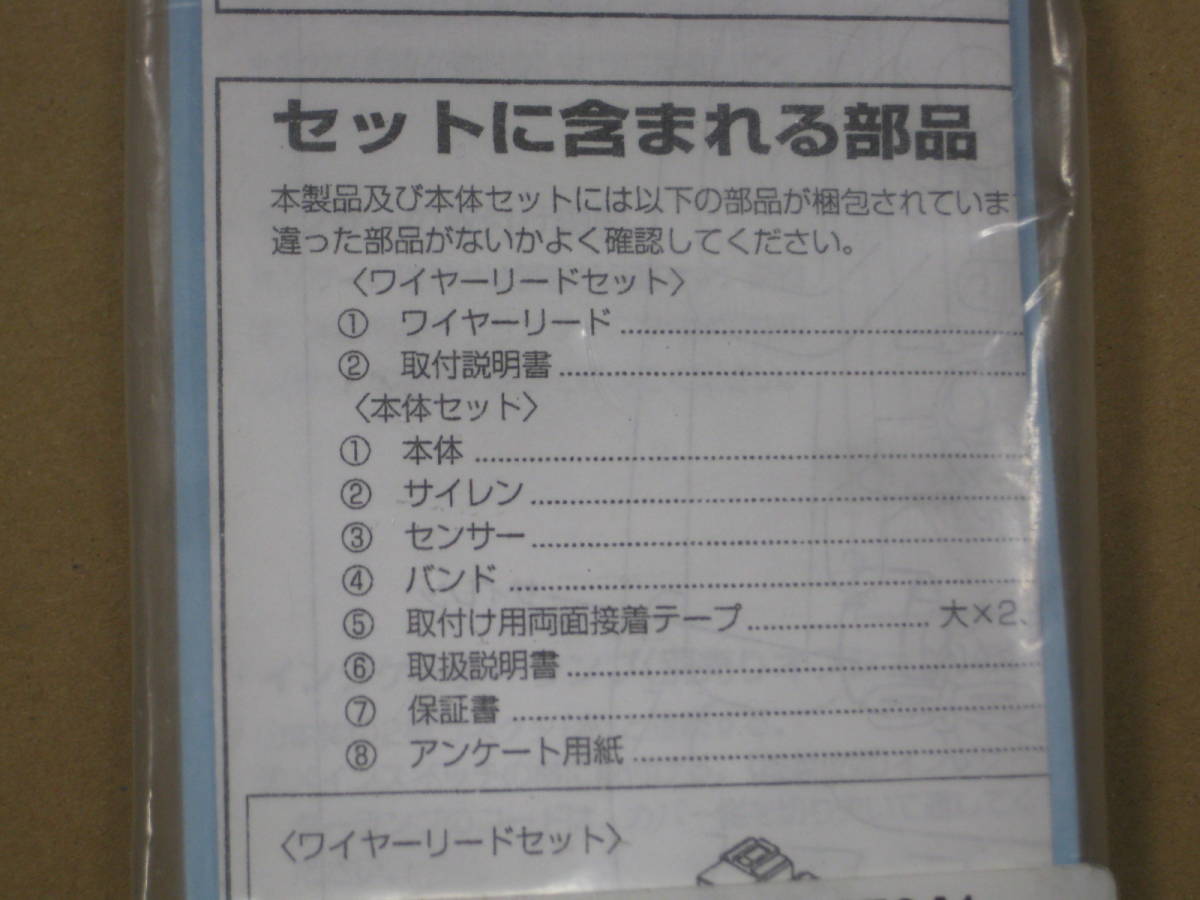 セットに含まれる部品
本製品及び本体セットには以下の部品が梱包されていま
違った部品がないかよく確認してください。
〈ワイヤーリードセット〉
① ワイヤーリード
② 取付説明書
〈本体セット〉
① 本体
② サイレン
③ センサー
④ バンド
⑤ 取付け用両面接着テープ 大×2、
⑥ 取扱説明書
⑦ 保証書
⑧ アンケート用紙
〈ワイヤーリードセット〉